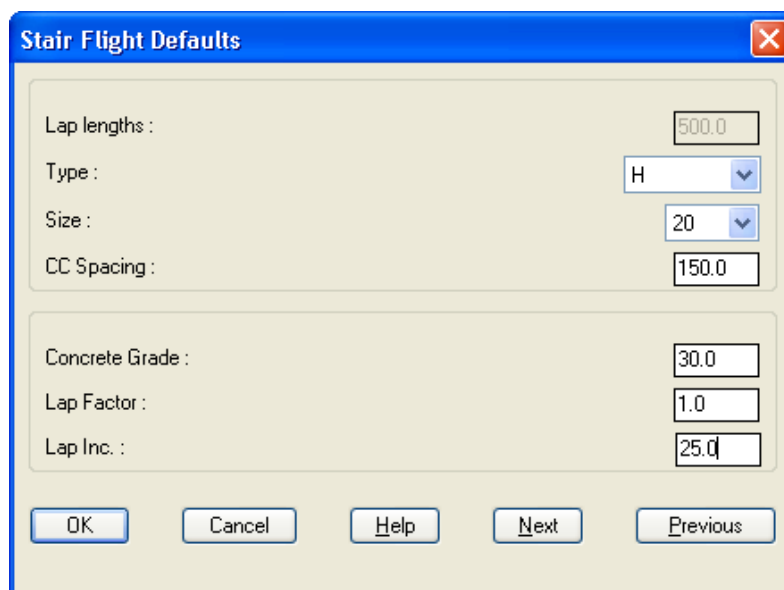 Stair Flight Defaults
Lap lengths : 500.0
Type : H
Size : 20
CC Spacing : 150.0
Concrete Grade : 30.0
Lap Factor : 1.0
Lap Inc. : 25.0
OK Cancel Help Next Previous